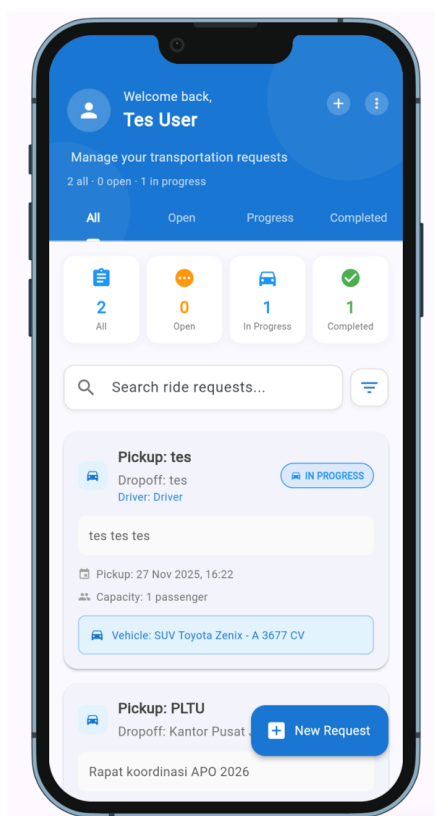 Welcome back,
Tes User
Manage your transportation requests
2 all · 0 open · 1 in progress
All Open Progress Completed
2 0 1 1
All Open In Progress Completed
Search ride requests...
Pickup: tes
Dropoff: tes
IN PROGRESS
Driver: Driver
tes tes tes
Pickup: 27 Nov 2025, 16:22
Capacity: 1 passenger
Vehicle: SUV Toyota Zenix - A 3677 CV
Pickup: PLTU
Dropoff: Kantor Pusat
New Request
Rapat koordinasi APO 2026